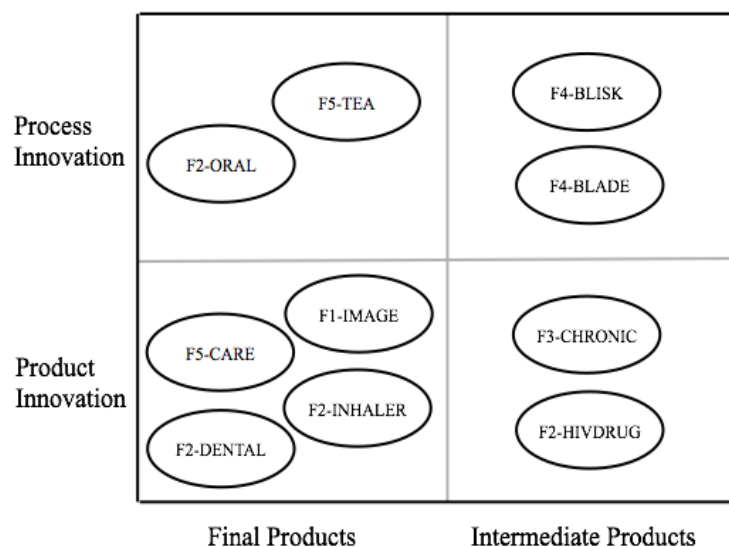 Process
Innovation
F5-TEA
F2-ORAL
F4-BLISK
F4-BLADE
Product
Innovation
F1-IMAGE
F5-CARE
F2-INHALER
F2-DENTAL
F3-CHRONIC
F2-HIVDRUG
Final Products
Intermediate Products